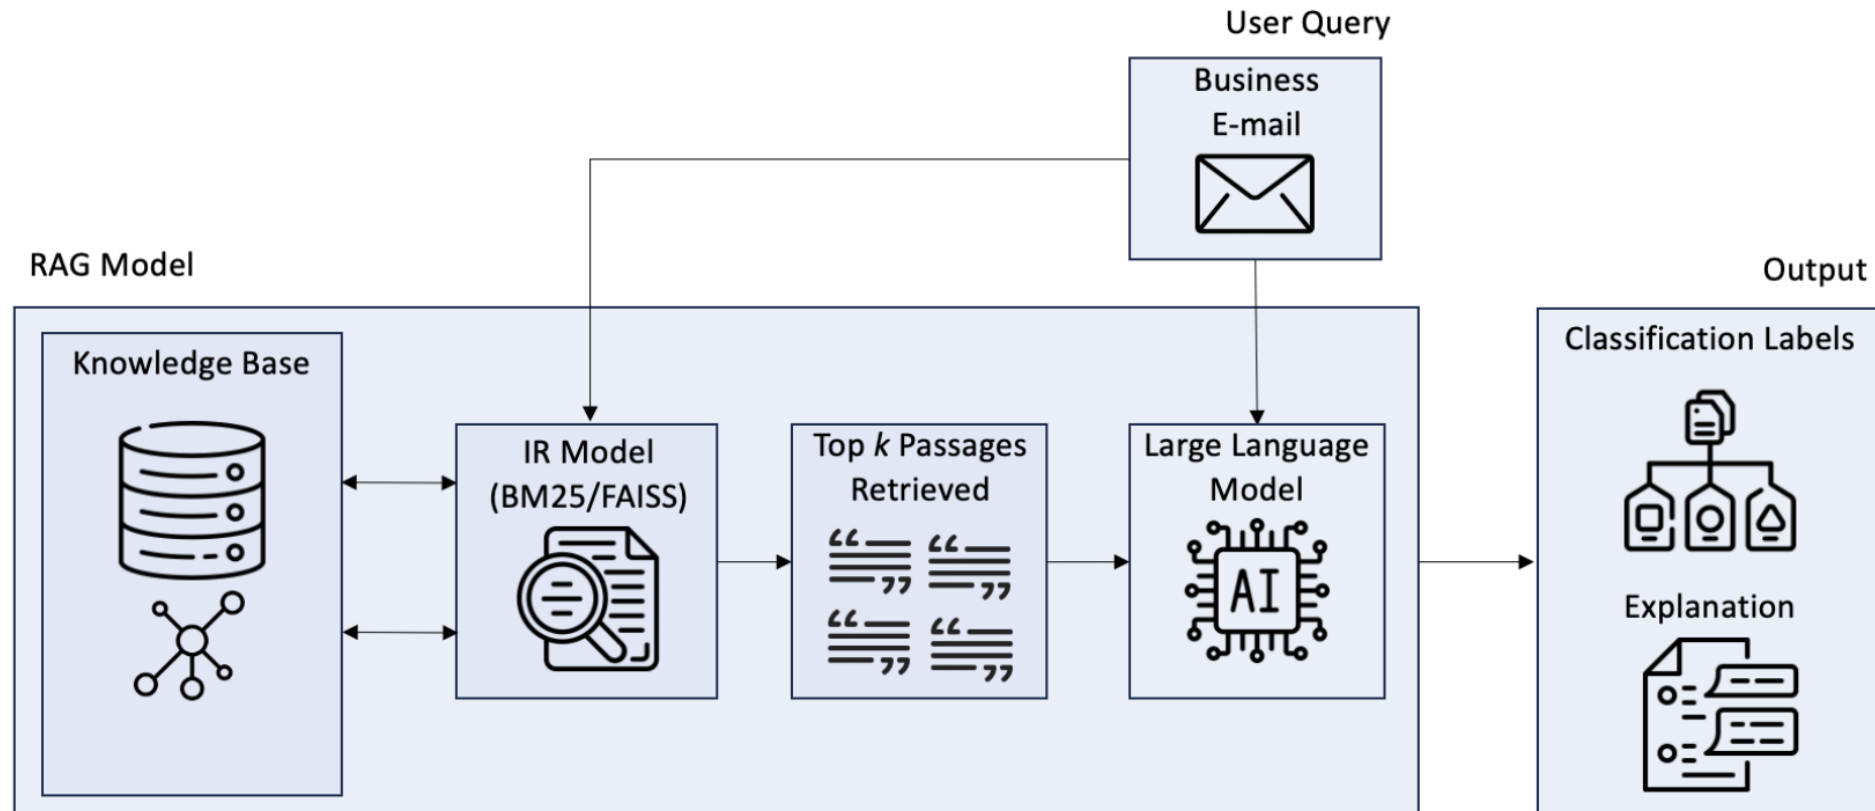 User Query
Business
E-mail
RAG Model
Output
Knowledge Base
IR Model
(BM25/FAISS)
Top k Passages
Retrieved
Large Language
Model
AI
Classification Labels
Explanation